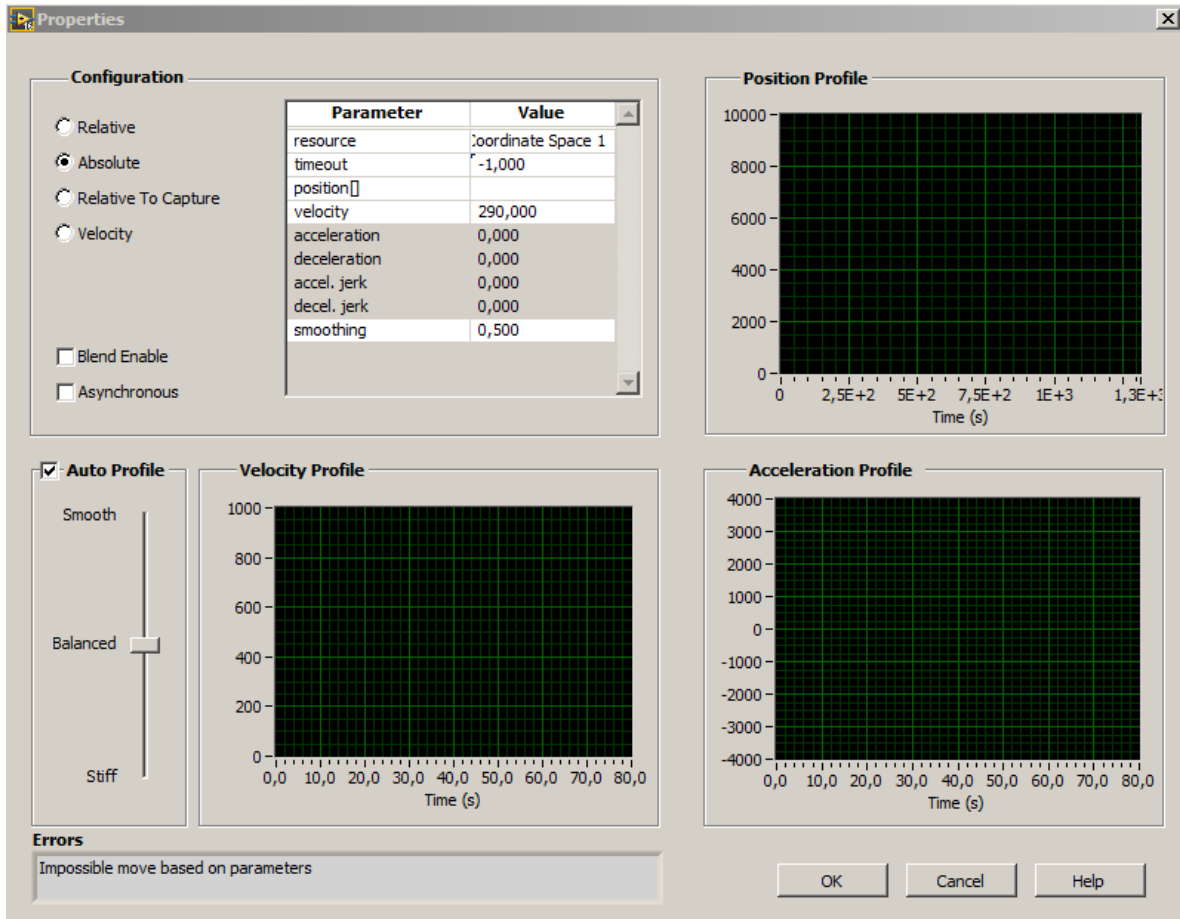 Properties
Configuration
Relative
Absolute
Relative To Capture
Velocity
Blend Enable
Asynchronous
Parameter Value
resource Coordinate Space 1
timeout -1,000
position[]
velocity 290,000
acceleration 0,000
deceleration 0,000
accel. jerk 0,000
decel. jerk 0,000
smoothing 0,500
Position Profile
10000
8000
6000
4000
2000
0
0 2,5E+2 5E+2 7,5E+2 1E+3 1,3E+3
Time (s)
Auto Profile
Smooth
Balanced
Stiff
Velocity Profile
1000
800
600
400
200
0
0,0 10,0 20,0 30,0 40,0 50,0 60,0 70,0 80,0
Time (s)
Acceleration Profile
4000
3000
2000
1000
0
-1000
-2000
-3000
-4000
0,0 10,0 20,0 30,0 40,0 50,0 60,0 70,0 80,0
Time (s)
Errors
Impossible move based on parameters
OK Cancel Help